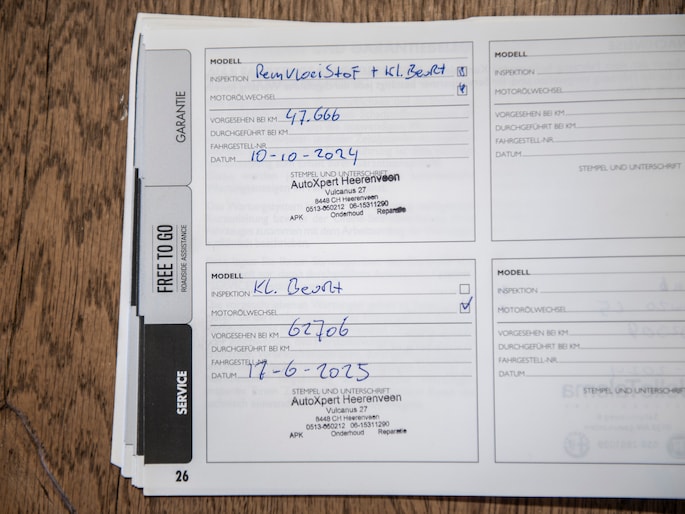 GARANTIE
FREE TO GO
ROADSIDE ASSISTANCE
SERVICE
26
MODELL
INSPEKTION RemVloeiStof + Kl. Beurt
MOTORÖLWECHSEL
VORGESEHEN BEI KM 47.666
DURCHGEFÜHRT BEI KM
FAHRGESTELL-NR.
DATUM 10-10-2024
STEMPEL UND UNTERSCHRIFT
AutoXpert Heerenveen
Vulcanus 27
8448 CH Heerenveen
0513-650212 06-15311290
APK Onderhoud Reparatie
MODELL
INSPEKTION KL. Beurt
MOTORÖLWECHSEL
VORGESEHEN BEI KM 62706
DURCHGEFÜHRT BEI KM
FAHRGESTELL-NR.
DATUM 17-6-2025
STEMPEL UND UNTERSCHRIFT
AutoXpert Heerenveen
Vulcanus 27
8448 CH Heerenveen
0513-650212 06-15311290
APK Onderhoud Reparatie
MODELL
INSPEKTION
MOTORÖLWECHSEL
VORGESEHEN BEI KM
DURCHGEFÜHRT BEI KM
FAHRGESTELL-NR.
DATUM
STEMPEL UND UNTERSCHRIFT
MODELL
INSPEKTION
MOTORÖLWECHSEL
VORGESEHEN BEI KM
DURCHGEFÜHRT BEI KM
FAHRGESTELL-NR.
DATUM
STEMPEL UND UNTERSCHRIFT